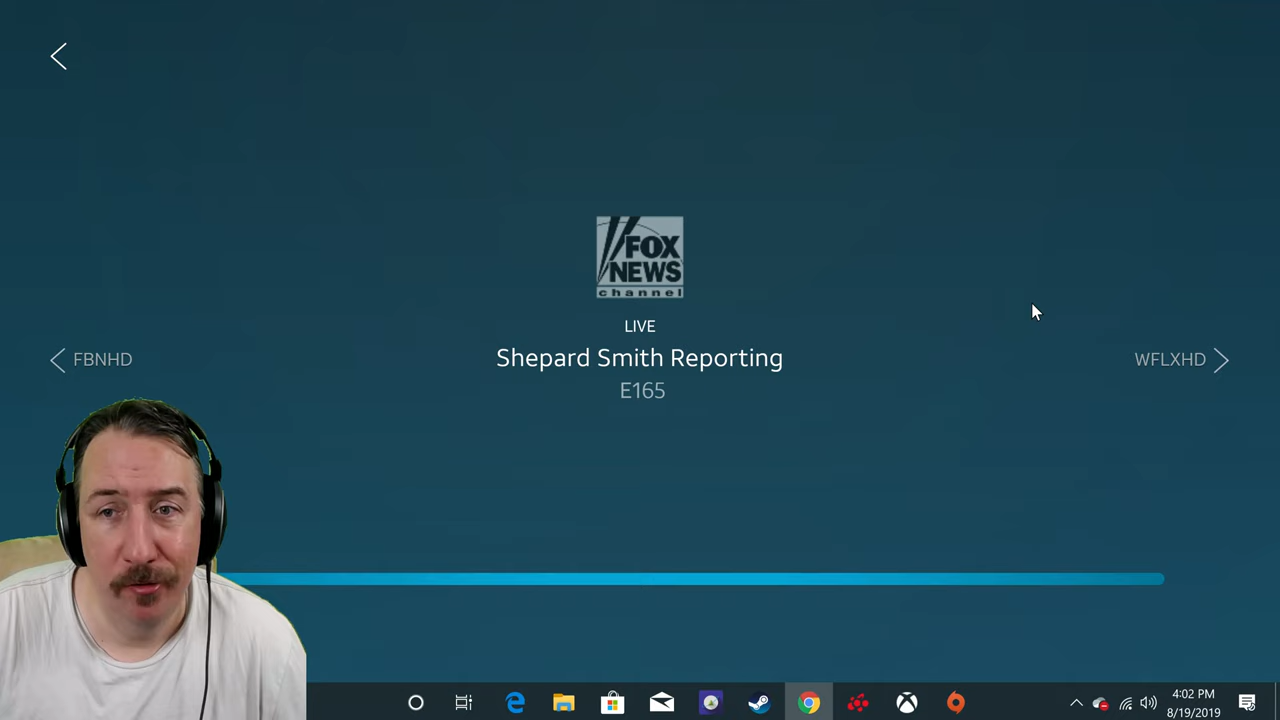 FOX
NEWS
channel
LIVE
Shepard Smith Reporting
E165
FBNHD
WFLXHD
4:02 PM
8/19/2019